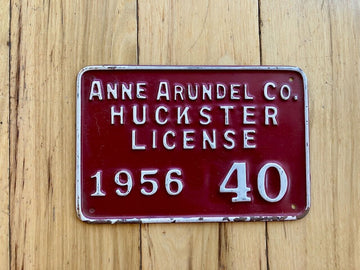 ANNE ARUNDEL CO.
HUCKSTER
LICENSE
1956 40